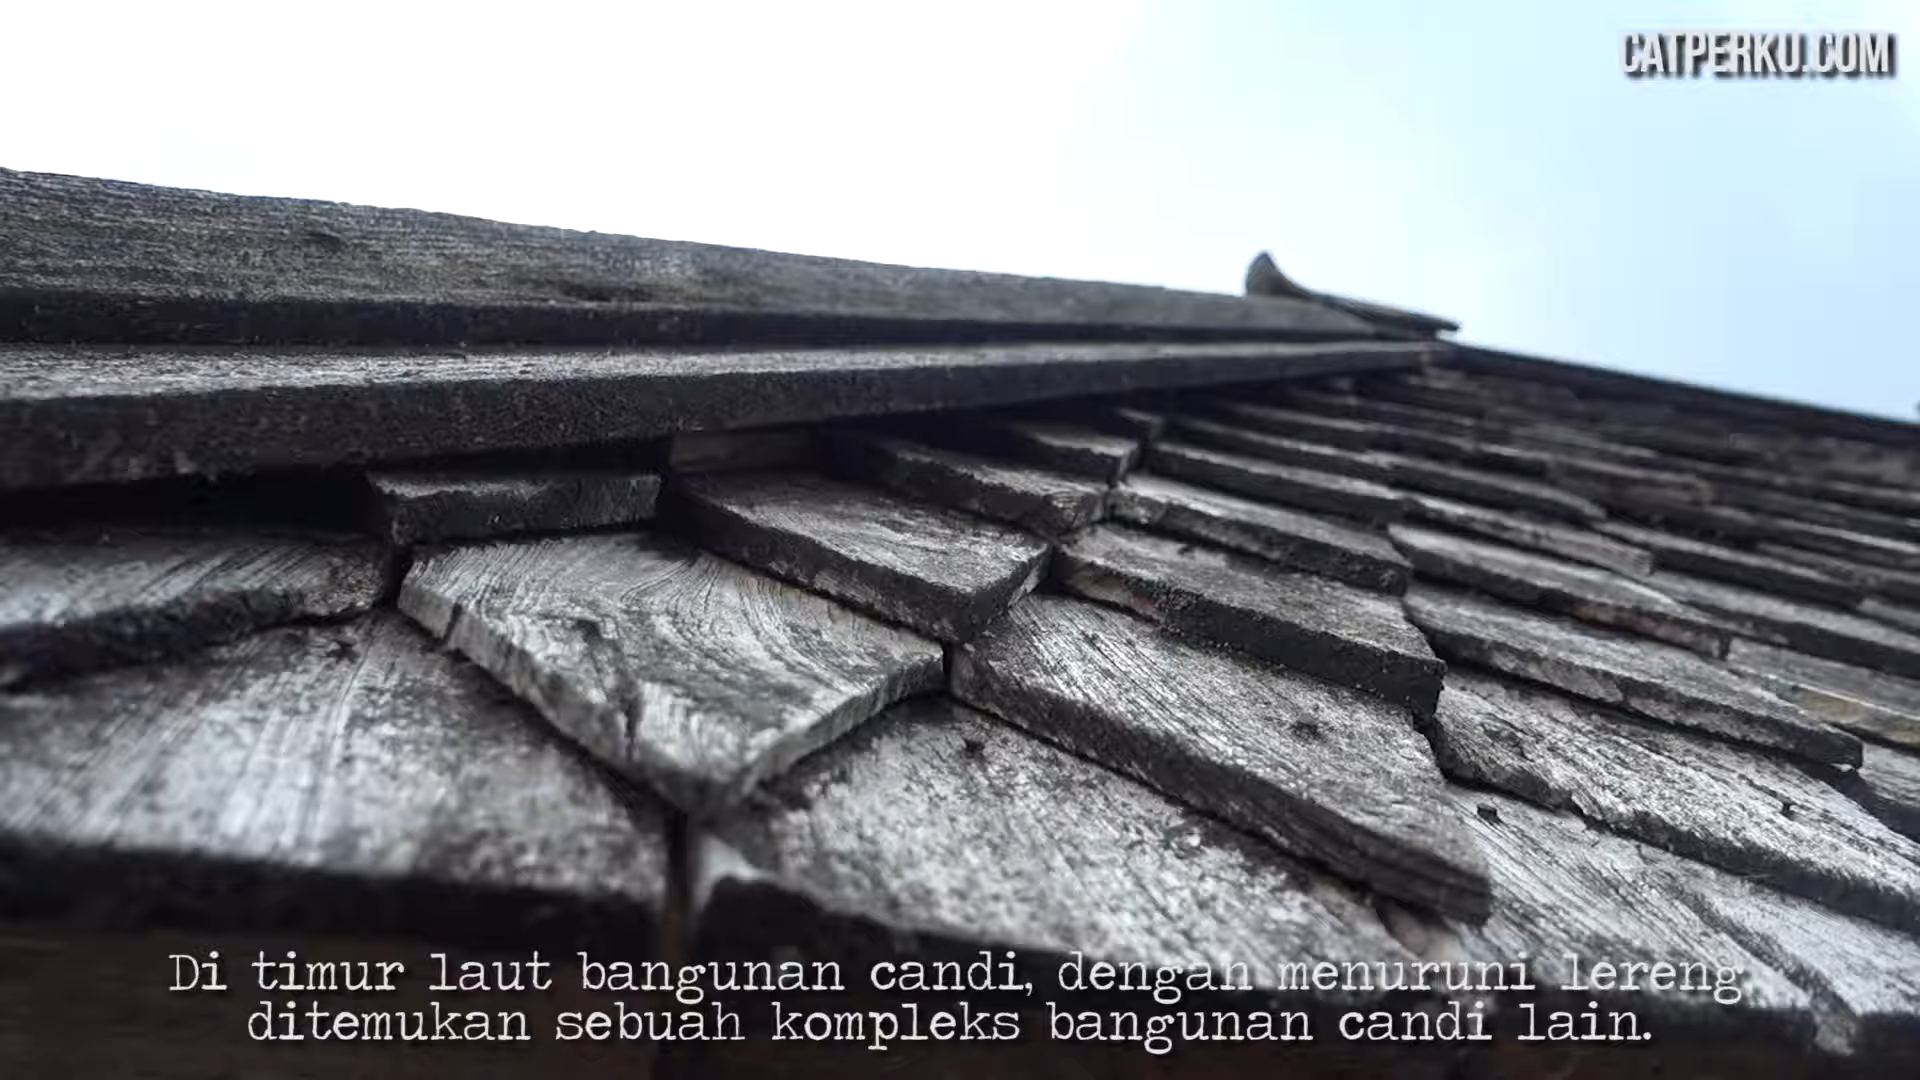 CATPERKU.COM
Di timur laut bangunan candi, dengan menuruni lereng
ditemukan sebuah kompleks bangunan candi lain.